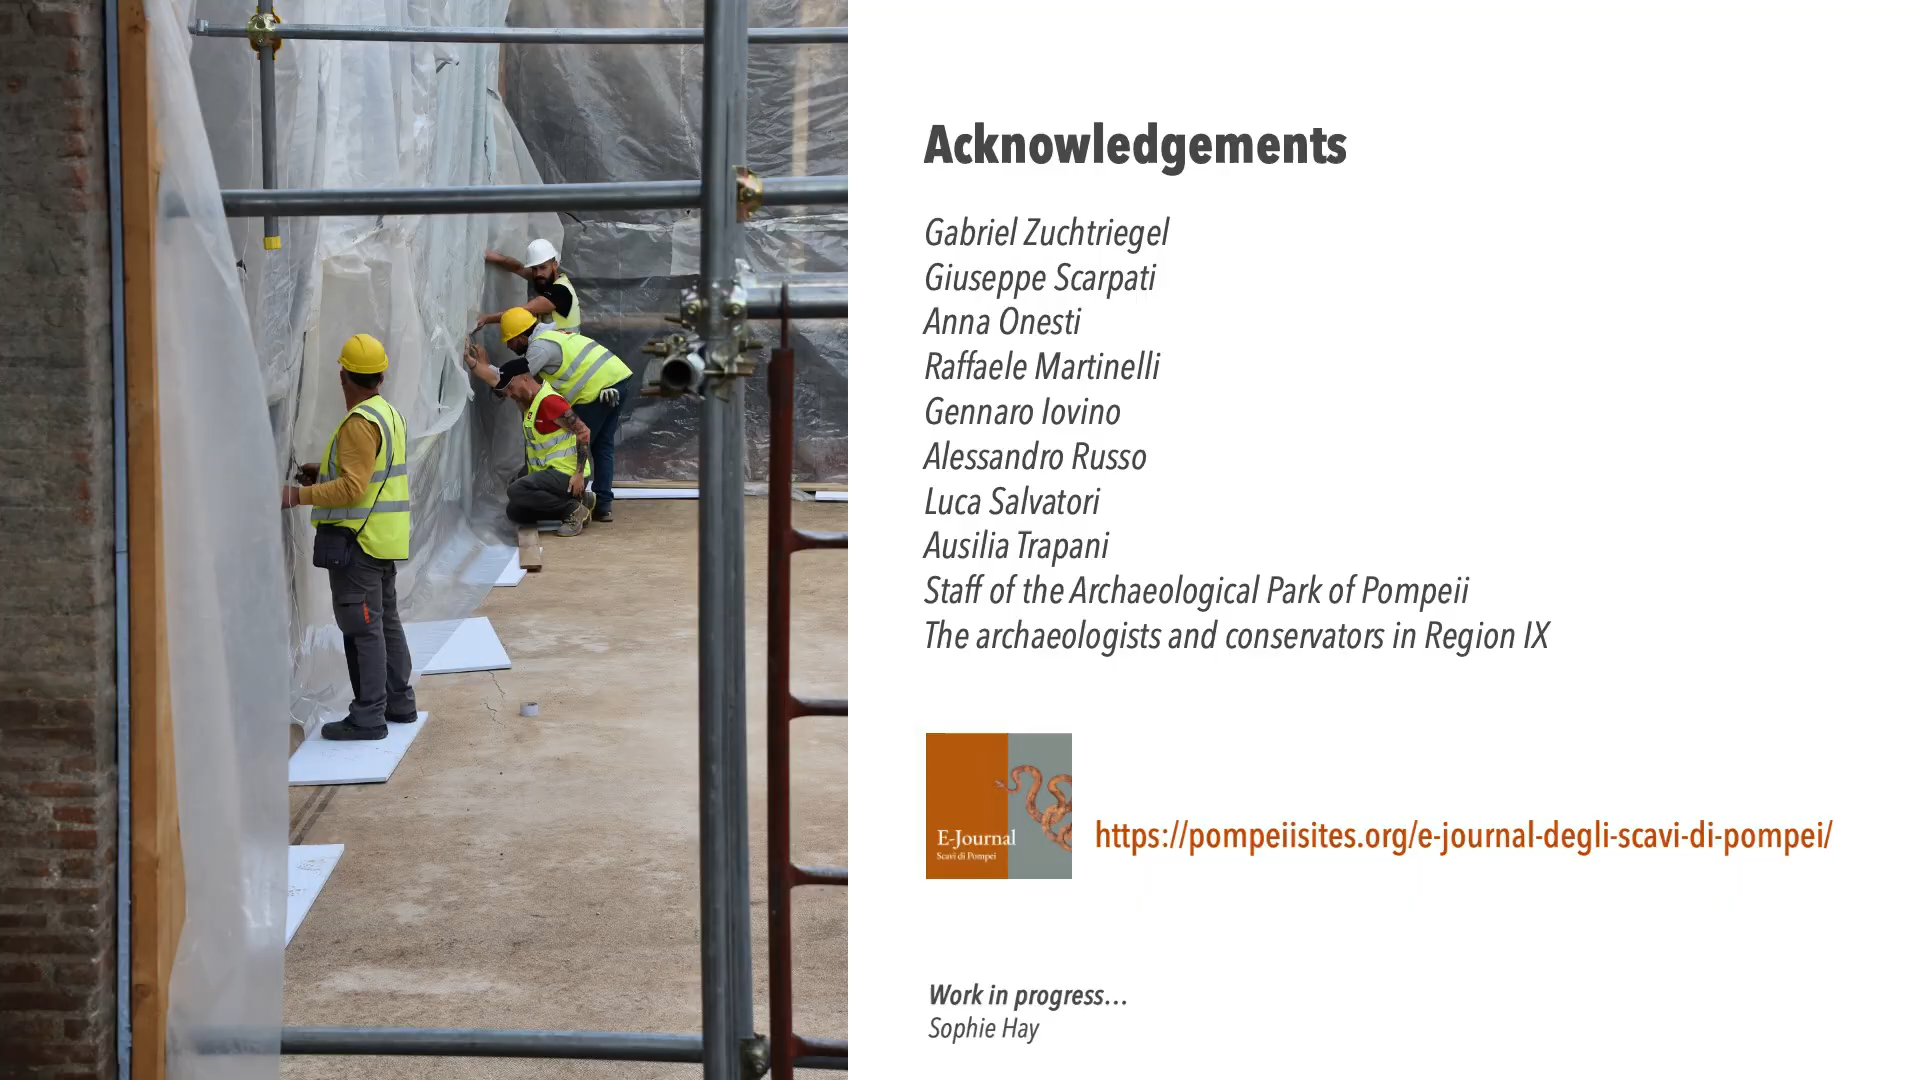 Acknowledgements
Gabriel Zuchtriegel
Giuseppe Scarpati
Anna Onesti
Raffaele Martinelli
Gennaro Iovino
Alessandro Russo
Luca Salvatori
Ausilia Trapani
Staff of the Archaeological Park of Pompeii
The archaeologists and conservators in Region IX
E-Journal
Scavi di Pompei
https://pompeiisites.org/e-journal-degli-scavi-di-pompei/
Work in progress...
Sophie Hay